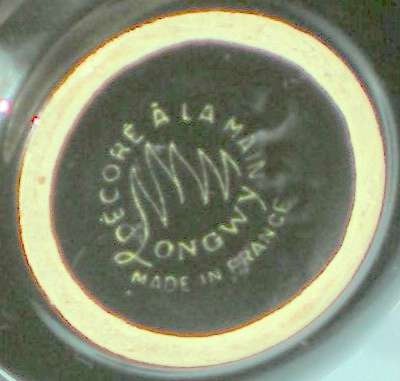 DÉCORÉ À LA MAIN
LONGWY
MADE IN FRANCE